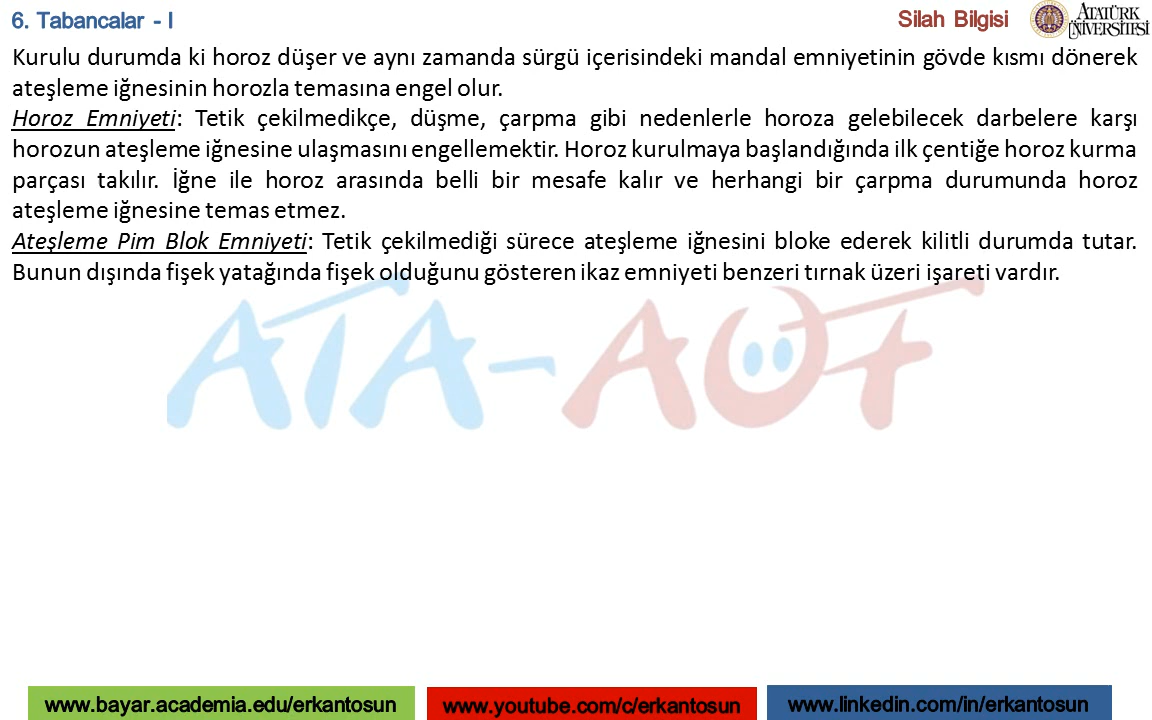 6. Tabancalar - I
Silah Bilgisi
ATATÜRK
ÜNİVERSİTESİ
Kurulu durumda ki horoz düşer ve aynı zamanda sürgü içerisindeki mandal emniyetinin gövde kısmı dönerek
ateşleme iğnesinin horozla temasına engel olur.
Horoz Emniyeti: Tetik çekilmedikçe, düşme, çarpma gibi nedenlerle horoza gelebilecek darbelere karşı
horozun ateşleme iğnesine ulaşmasını engellemektir. Horoz kurulmaya başlandığında ilk çentiğe horoz kurma
parçası takılır. İğne ile horoz arasında belli bir mesafe kalır ve herhangi bir çarpma durumunda horoz
ateşleme iğnesine temas etmez.
Ateşleme Pim Blok Emniyeti: Tetik çekilmediği sürece ateşleme iğnesini bloke ederek kilitli durumda tutar.
Bunun dışında fişek yatağında fişek olduğunu gösteren ikaz emniyeti benzeri tırnak üzeri işareti vardır.
ATA-AÖF
www.bayar.academia.edu/erkantosun
www.youtube.com/c/erkantosun
www.linkedin.com/in/erkantosun